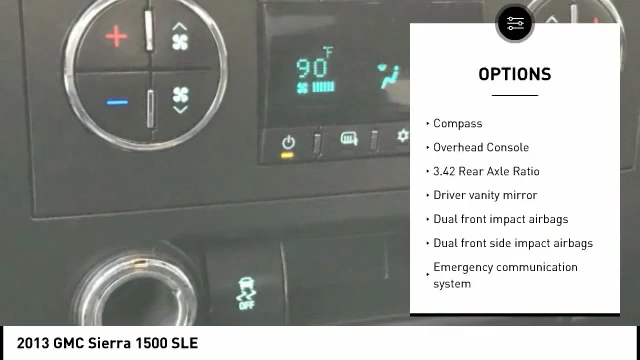 90°F
OFF
OPTIONS
Compass
Overhead Console
3.42 Rear Axle Ratio
Driver vanity mirror
Dual front impact airbags
Dual front side impact airbags
Emergency communication
system
2013 GMC Sierra 1500 SLE